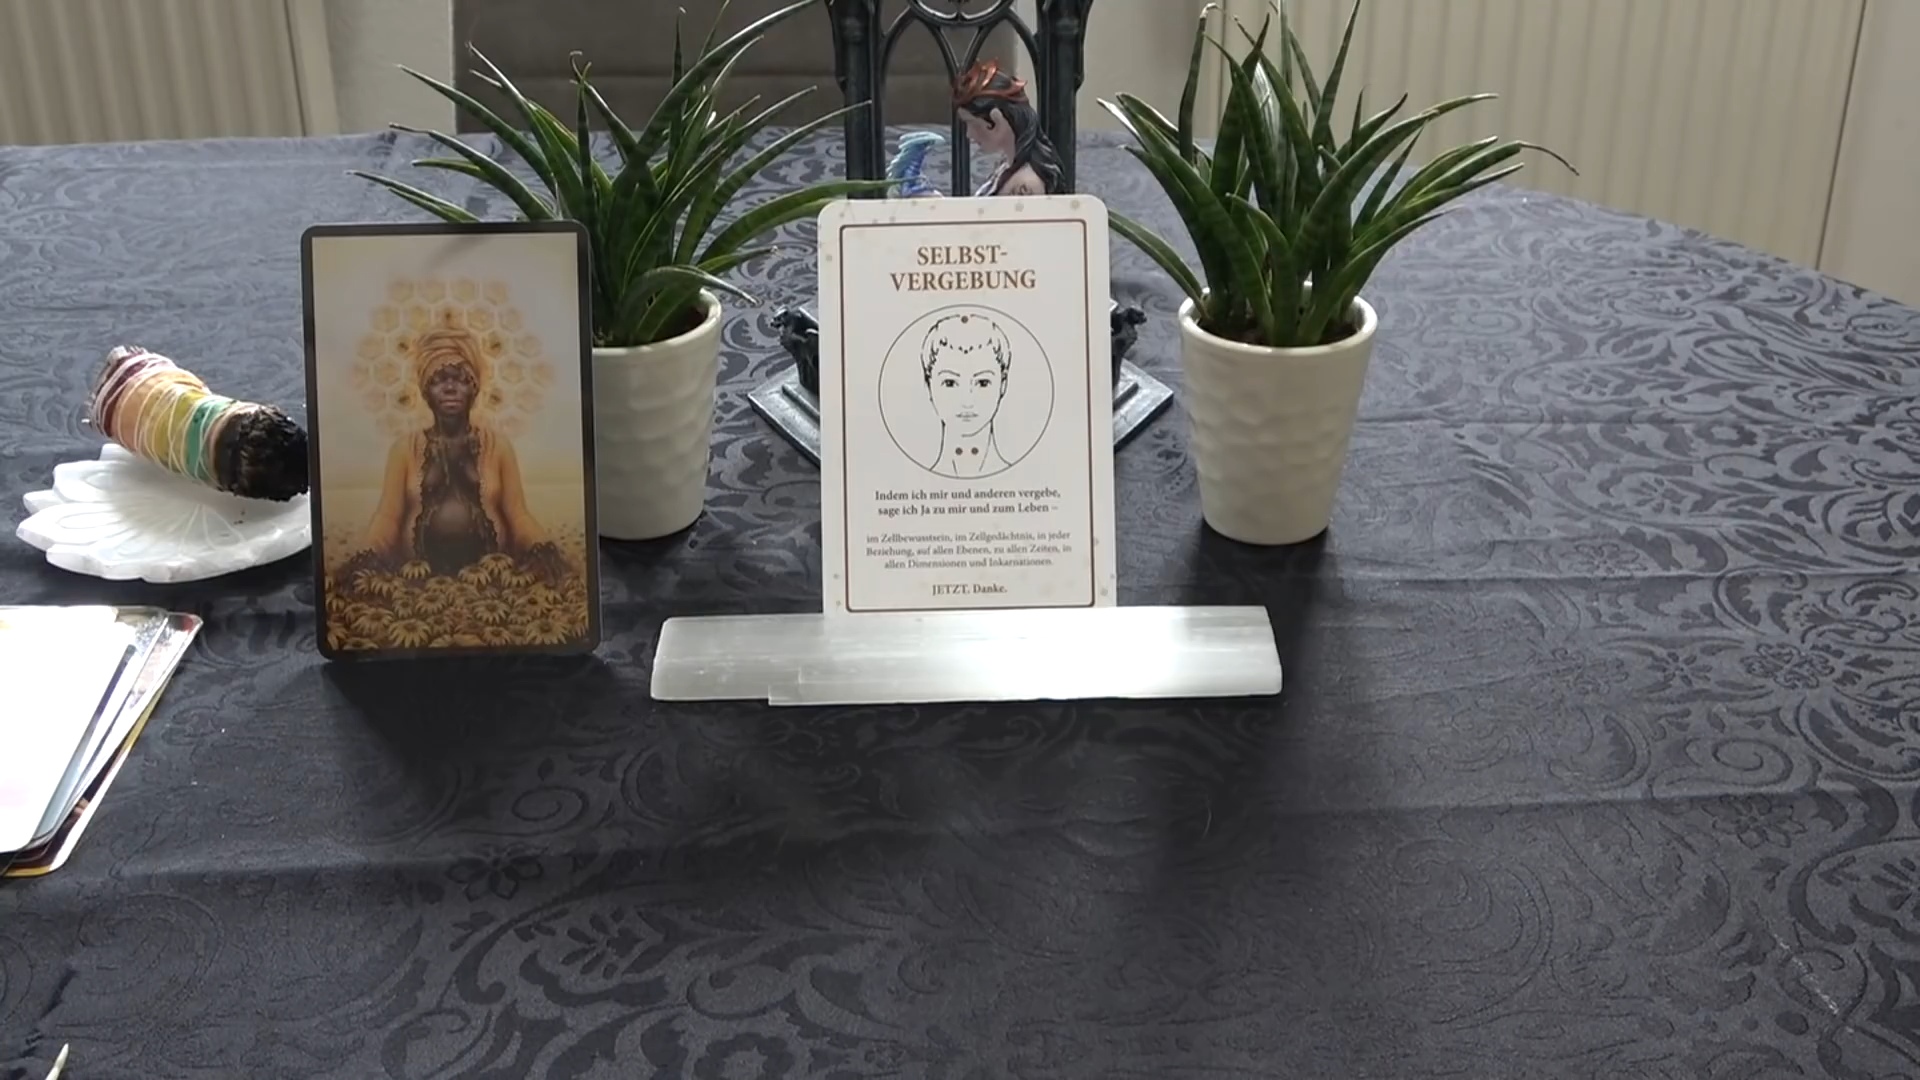 SELBST-
VERGEBUNG
Indem ich mir und anderen vergebe,
sage ich Ja zu mir und zum Leben –
im Zellbewusstsein, im Zellgedächtnis, in jeder
Beziehung, auf allen Ebenen, zu allen Zeiten, in
allen Dimensionen und Inkarnationen.
JETZT. Danke.